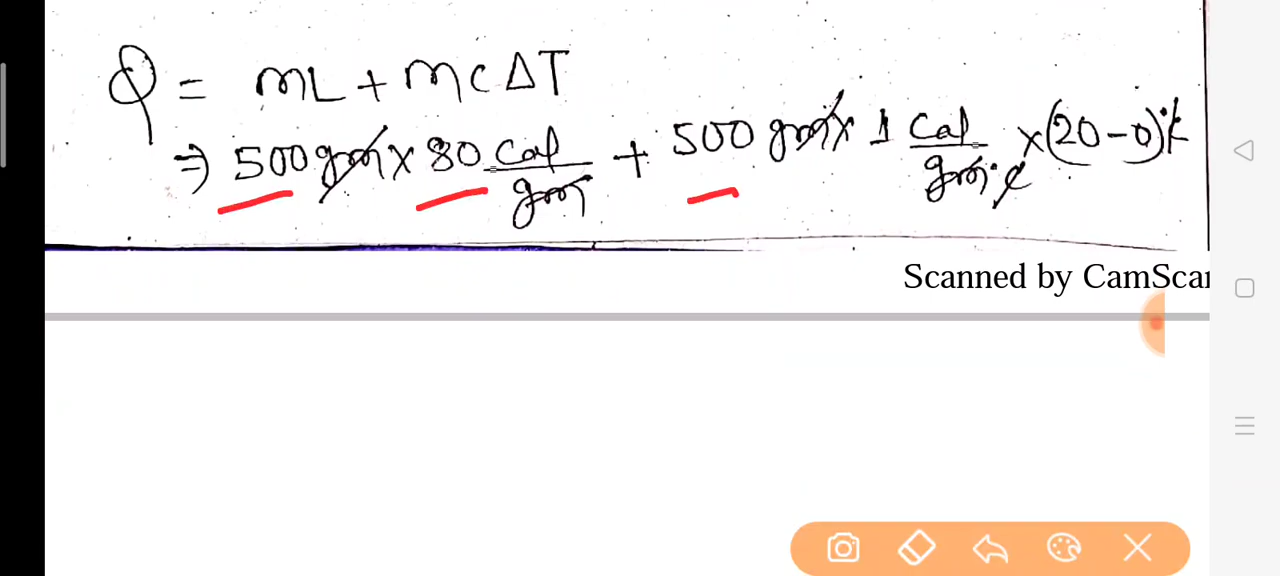 Q = mL + mcΔT
⇒ 500 gm × 80 Cal/gm + 500 gm × 1 Cal/gm·c × (20-0)°c
Scanned by CamScan